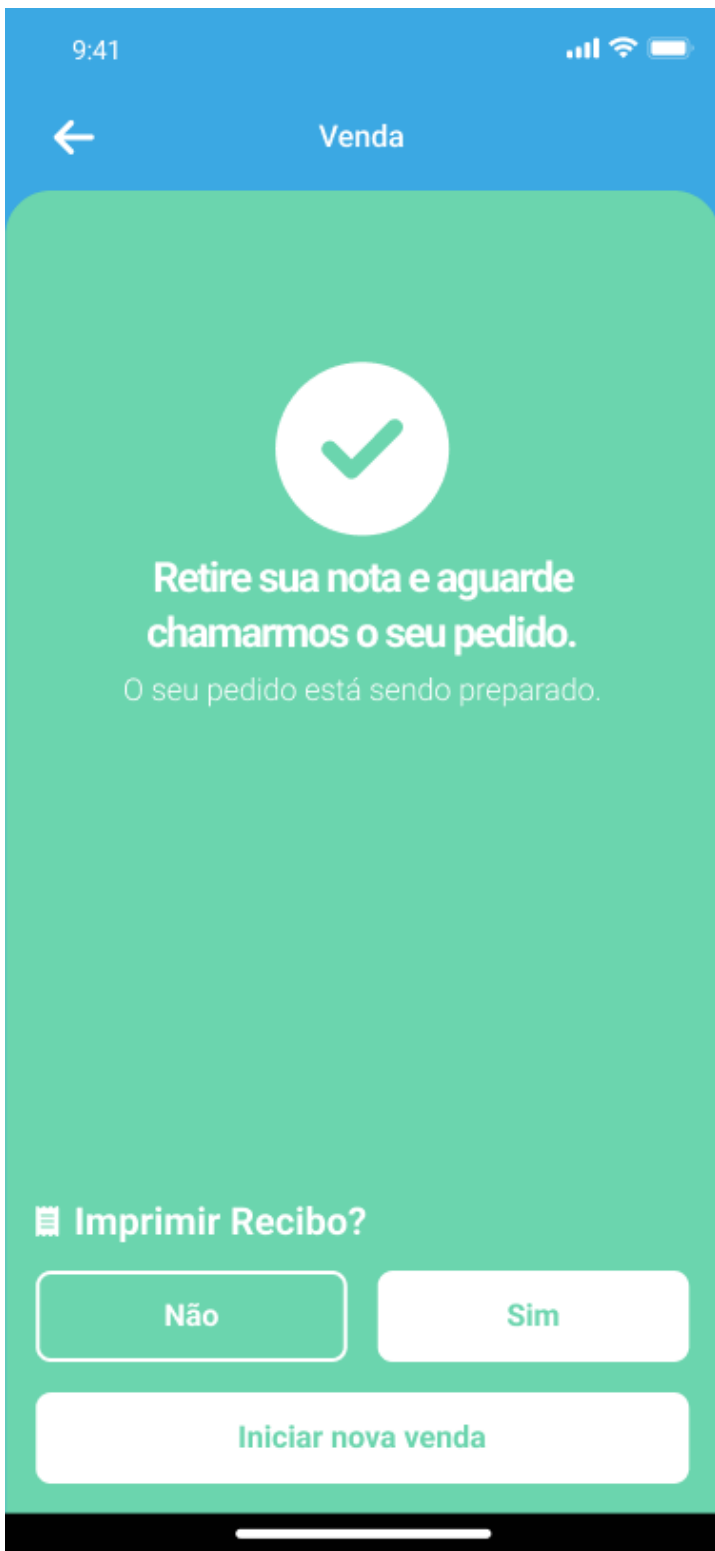 9:41
Venda
Retire sua nota e aguarde
chamarmos o seu pedido.
O seu pedido está sendo preparado.
Imprimir Recibo?
Não
Sim
Iniciar nova venda